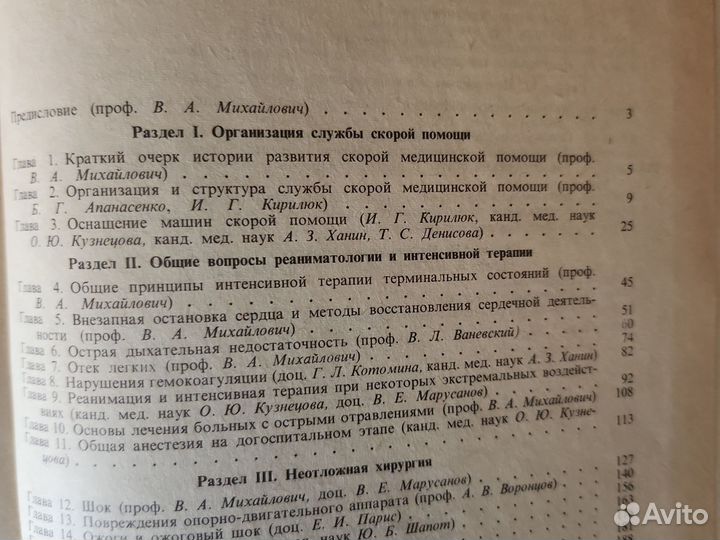 Предисловие (проф. В. А. Михайлович) . . . . . . . . . . . . 3
Раздел I. Организация службы скорой помощи
Глава 1. Краткий очерк истории развития скорой медицинской помощи (проф.
В. А. Михайлович) . . . . . . . . . . . . 5
Глава 2. Организация и структура службы скорой медицинской помощи (проф.
Б. Г. Апанасенко, И. Г. Кирилюк) . . . . . . . . . 9
Глава 3. Оснащение машин скорой помощи (И. Г. Кирилюк, канд. мед. наук
О. Ю. Кузнецова, канд. мед. наук А. З. Ханин, Т. С. Денисова) . . . 25
Раздел II. Общие вопросы реаниматологии и интенсивной терапии
Глава 4. Общие принципы интенсивной терапии терминальных состояний (проф.
В. А. Михайлович) . . . . . . . . . . . . 45
Глава 5. Внезапная остановка сердца и методы восстановления сердечной деятель-
ности (проф. В. А. Михайлович) . . . . . . . . . 51
Глава 6. Острая дыхательная недостаточность (проф. В. Л. Ваневский) . . 60
Глава 7. Отек легких (проф. В. А. Михайлович) . . . . . . 74
Глава 8. Нарушения гемокоагуляции (доц. Г. Л. Котомина, канд. мед. наук А. З. Ханин) 82
Глава 9. Реанимация и интенсивная терапия при некоторых экстремальных воздейст-
виях (канд. мед. наук О. Ю. Кузнецова, доц. В. Е. Марусанов) . . . 92
Глава 10. Основы лечения больных с острыми отравлениями (проф. В. А. Михайлович) 108
Глава 11. Общая анестезия на догоспитальном этапе (канд. мед. наук О. Ю. Кузне-
цова) . . . . . . . . . . . . 113
Раздел III. Неотложная хирургия
Глава 12. Шок (проф. В. А. Михайлович, доц. В. Е. Марусанов) . . . 127
Глава 13. Повреждения опорно-двигательного аппарата (проф. А. В. Воронцов) 140
Глава 14. Ожоги и ожоговый шок (доц. Е. И. Парис) . . . . 156
наук Ю. Б. Шапот) . . . 163
Avito